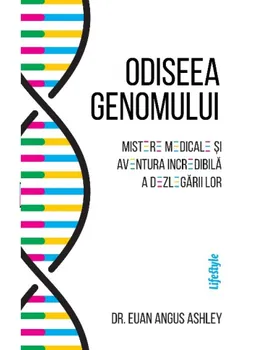 ODISEEA
GENOMULUI
MISTERE MEDICALE ȘI
AVENTURA INCREDIBILĂ
A DEZLEGĂRII LOR
Lifestyle
DR. EUAN ANGUS ASHLEY